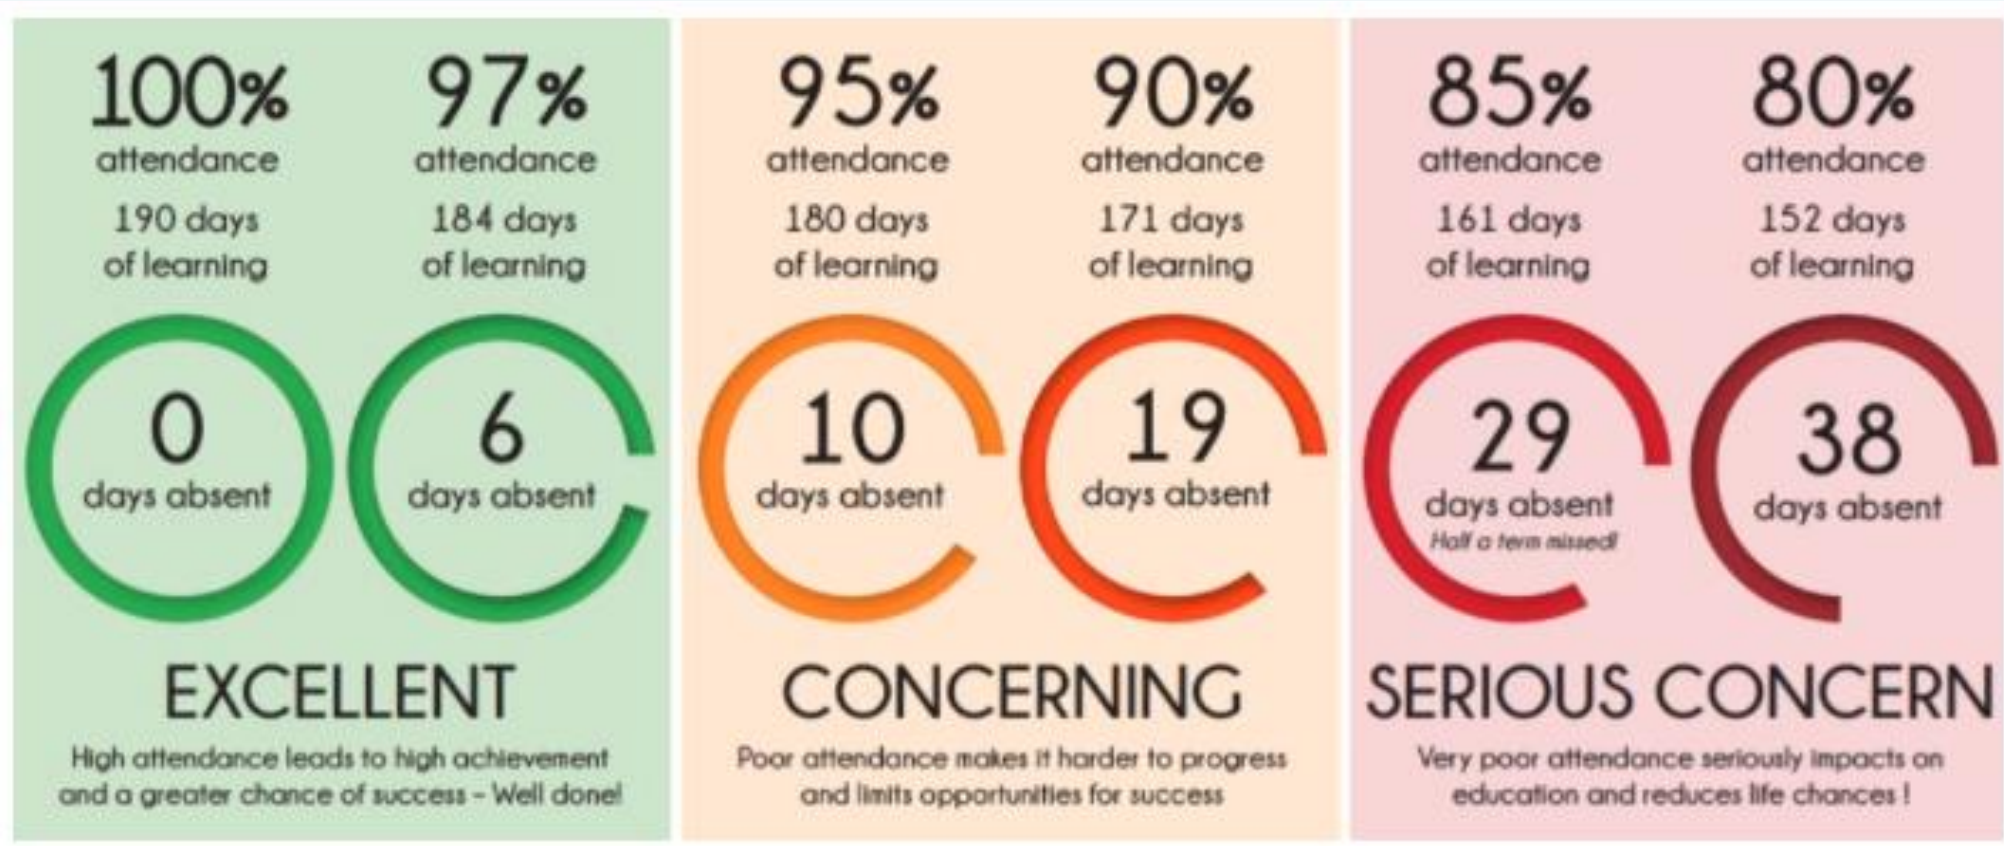 100%
attendance
190 days
of learning
0
days absent
97%
attendance
184 days
of learning
6
days absent
EXCELLENT
High attendance leads to high achievement
and a greater chance of success – Well done!
95%
attendance
180 days
of learning
10
days absent
90%
attendance
171 days
of learning
19
days absent
CONCERNING
Poor attendance makes it harder to progress
and limits opportunities for success
85%
attendance
161 days
of learning
29
days absent
Half a term missed!
80%
attendance
152 days
of learning
38
days absent
SERIOUS CONCERN
Very poor attendance seriously impacts on
education and reduces life chances !